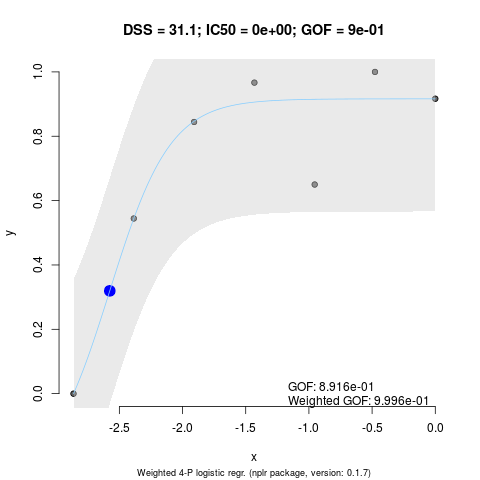 DSS = 31.1; IC50 = 0e+00; GOF = 9e-01
1.0
0.8
0.6
y
0.4
0.2
0.0
GOF: 8.916e-01
Weighted GOF: 9.996e-01
-2.5 -2.0 -1.5 -1.0 -0.5 0.0
x
Weighted 4-P logistic regr. (nplr package, version: 0.1.7)